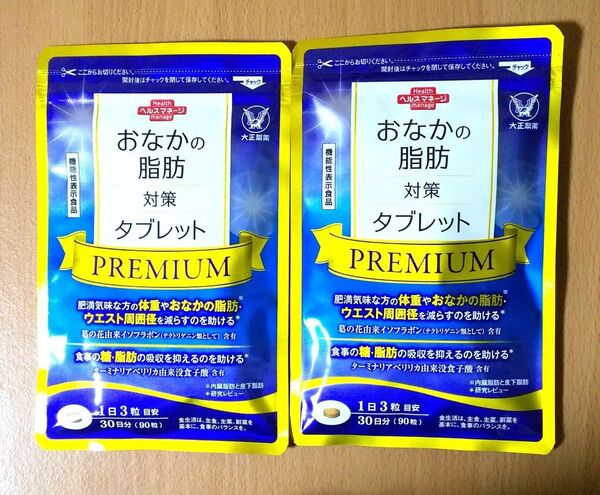 ここからお切りください。
開封後はチャックを閉じて保存してください。
チャック
Health
ヘルスマネージ
manage
大正製薬
機能性表示食品
おなかの
脂肪
対策
タブレット
PREMIUM
肥満気味な方の体重やおなかの脂肪※・
ウエスト周囲径を減らすのを助ける*
葛の花由来イソフラボン(テクトリゲニン類として)含有
食事の糖・脂肪の吸収を抑えるのを助ける*
ターミナリアベリリカ由来没食子酸 含有
※内臓脂肪と皮下脂肪
*研究レビュー
1日3粒 目安
30日分(90粒)
食生活は、主食、主菜、副菜を
基本に、食事のバランスを。
ここからお切りください。
開封後はチャックを閉じて保存してください。
チャック
Health
ヘルスマネージ
manage
大正製薬
機能性表示食品
おなかの
脂肪
対策
タブレット
PREMIUM
肥満気味な方の体重やおなかの脂肪※・
ウエスト周囲径を減らすのを助ける*
葛の花由来イソフラボン(テクトリゲニン類として)含有
食事の糖・脂肪の吸収を抑えるのを助ける*
ターミナリアベリリカ由来没食子酸 含有
※内臓脂肪と皮下脂肪
*研究レビュー
1日3粒 目安
30日分(90粒)
食生活は、主食、主菜、副菜を
基本に、食事のバランスを。